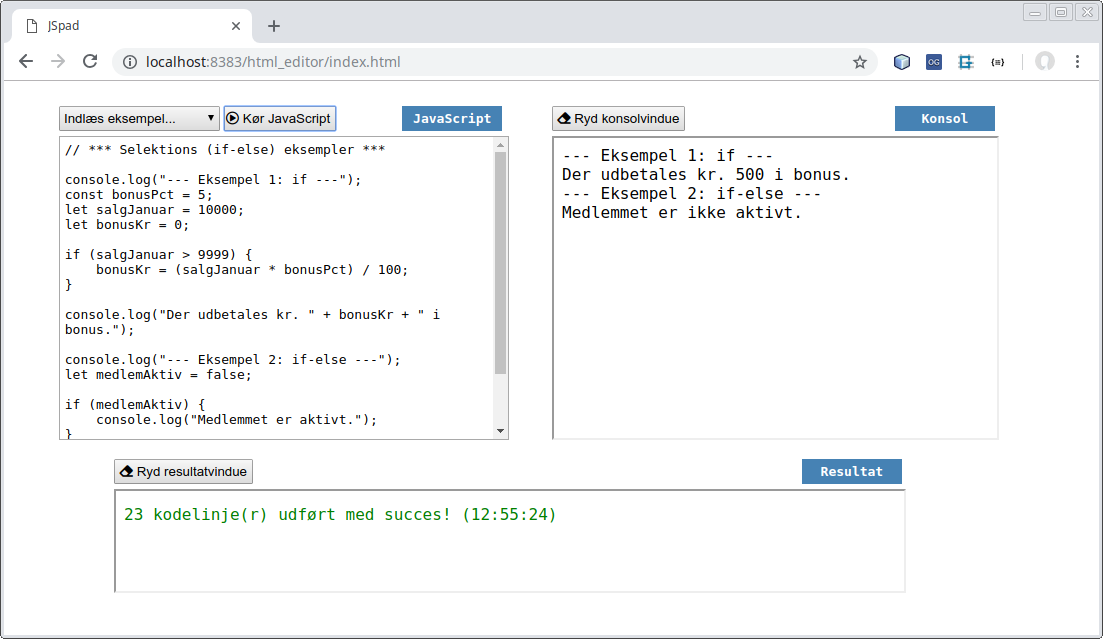 JSpad
localhost:8383/html_editor/index.html
OG
Indlæs eksempel...
Kør JavaScript
JavaScript
// *** Selektions (if-else) eksempler ***
console.log("--- Eksempel 1: if ---");
const bonusPct = 5;
let salgJanuar = 10000;
let bonusKr = 0;
if (salgJanuar > 9999) {
    bonusKr = (salgJanuar * bonusPct) / 100;
}
console.log("Der udbetales kr. " + bonusKr + " i
bonus.");
console.log("--- Eksempel 2: if-else ---");
let medlemAktiv = false;
if (medlemAktiv) {
    console.log("Medlemmet er aktivt.");
}
Ryd konsolvindue
Konsol
--- Eksempel 1: if ---
Der udbetales kr. 500 i bonus.
--- Eksempel 2: if-else ---
Medlemmet er ikke aktivt.
Ryd resultatvindue
Resultat
23 kodelinje(r) udført med succes! (12:55:24)